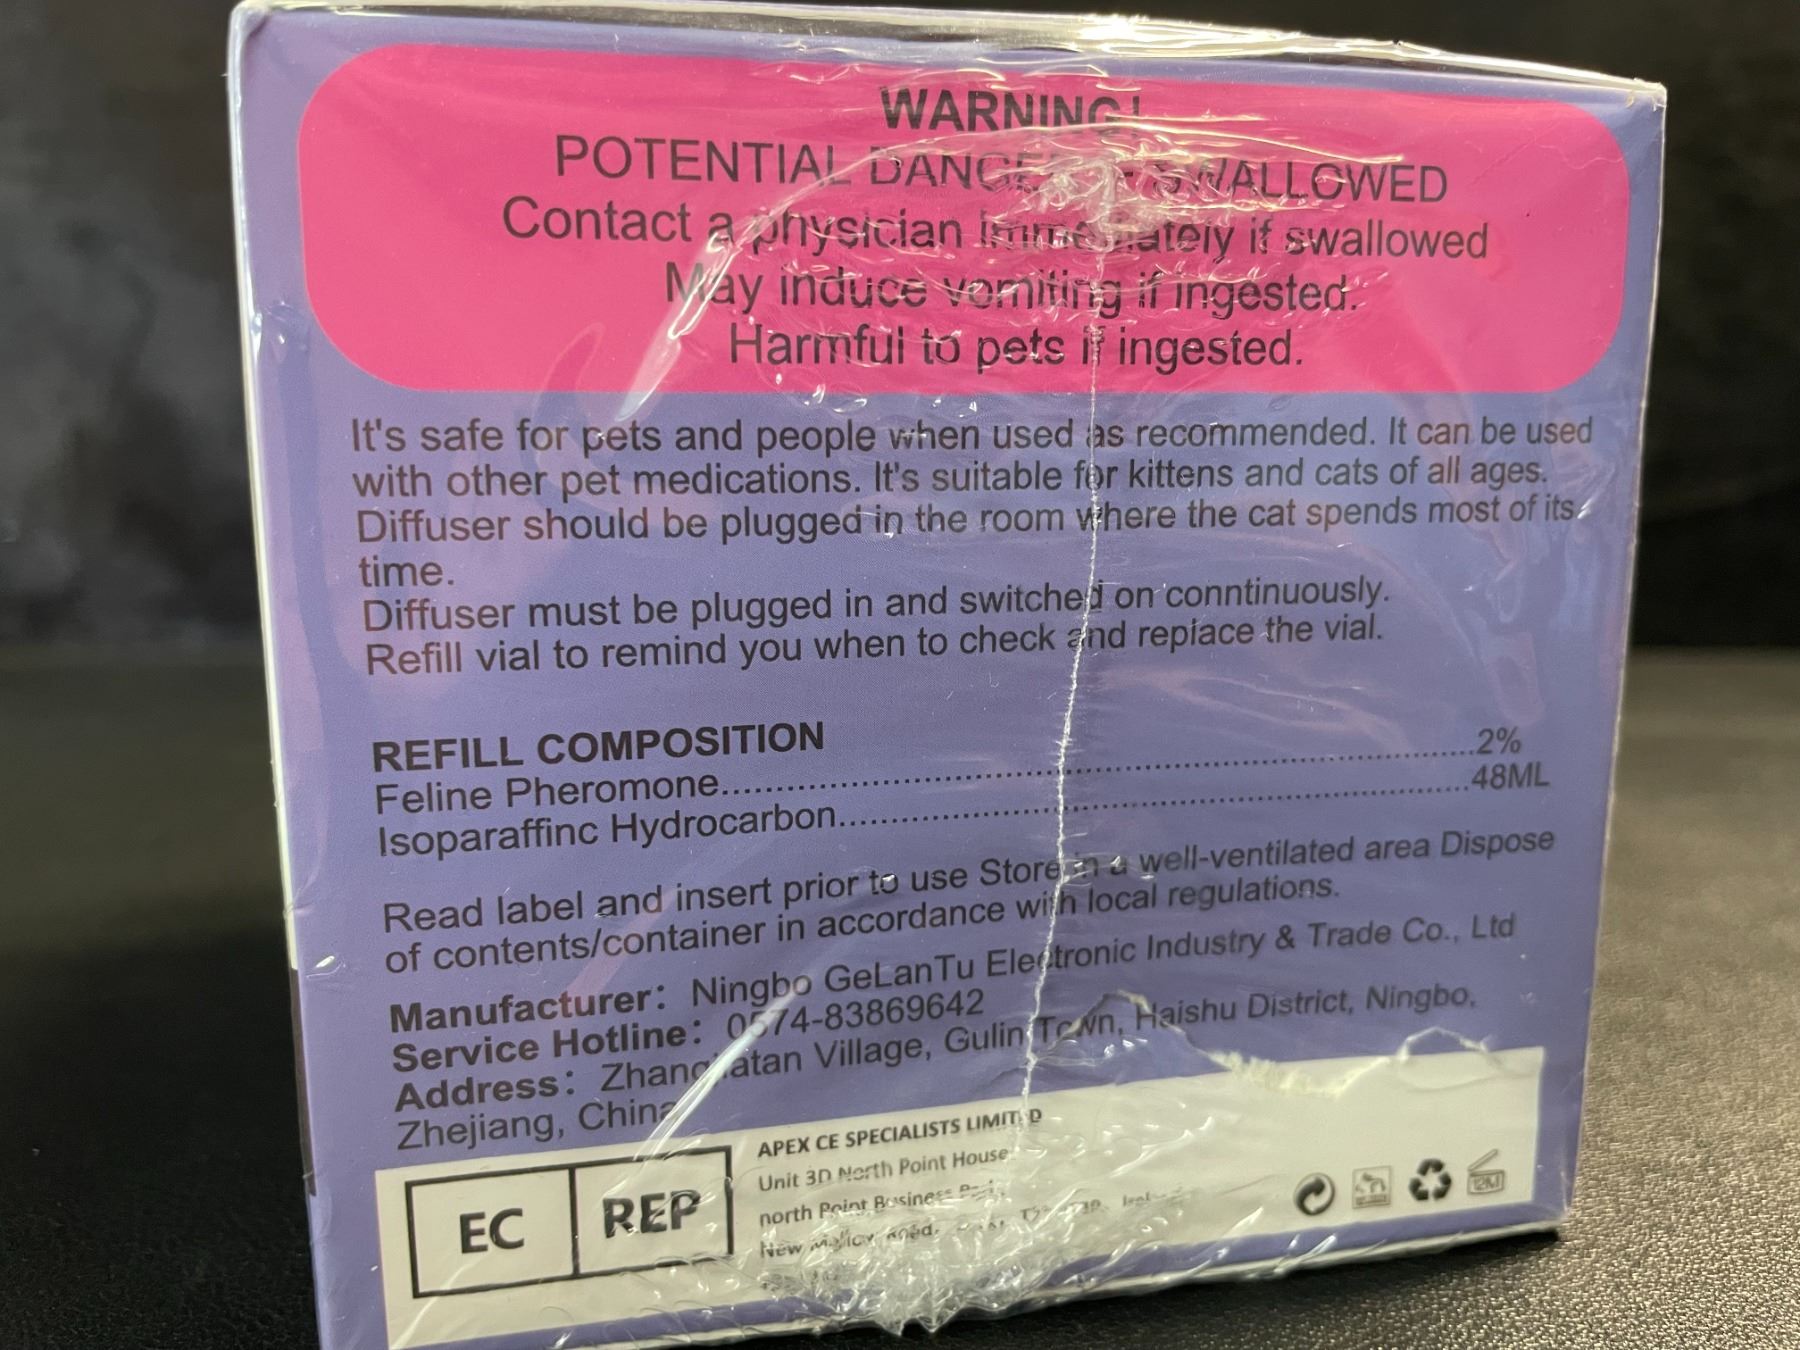 WARNING!
POTENTIAL SWALLOWED
Contact a physician immediately if swallowed
May induce vomiting if ingested.
Harmful to pets if ingested.
It's safe for pets and people when used as recommended. It can be used
with other pet medications. It's suitable for kittens and cats of all ages.
Diffuser should be plugged in the room where the cat spends most of its
time.
Diffuser must be plugged in and switched on conntinuously.
Refill vial to remind you when to check and replace the vial.
REFILL COMPOSITION
Feline Pheromone..........2%
Isoparaffinc Hydrocarbon..........48ML
Read label and insert prior to use Store in a well-ventilated area Dispose
of contents/container in accordance with local regulations.
Manufacturer: Ningbo GeLanTu Electronic Industry & Trade Co., Ltd
Service Hotline: 0574-83869642
Address: Village, Gulin Town, Haishu District, Ningbo,
Zhejiang, China
EC REP
APEX CE SPECIALISTS LIMITED
Unit 3D North Point House,
north Point Business
New
12M